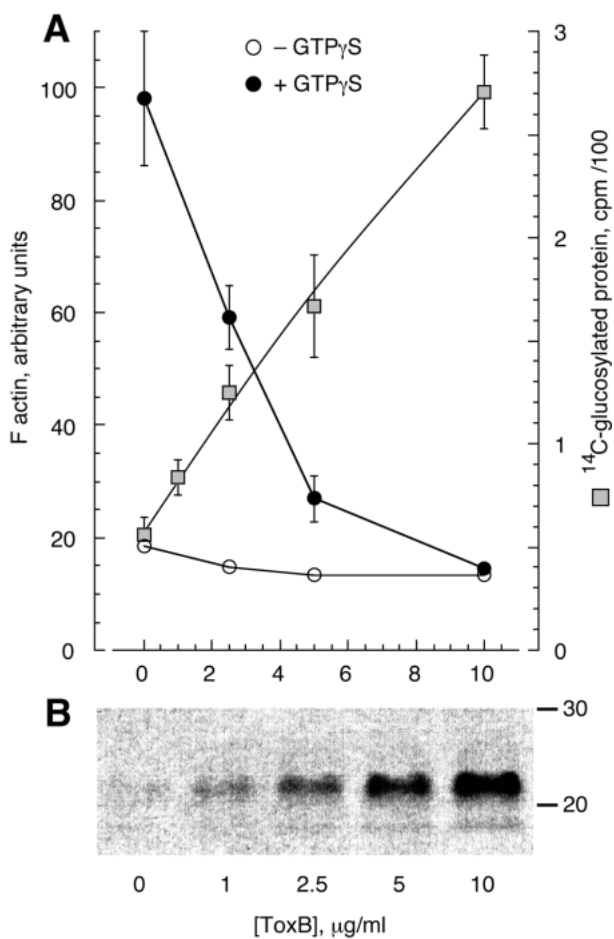 A
– GTPγS
+ GTPγS
100
80
60
40
20
0
F actin, arbitrary units
3
2
1
0
¹⁴C-glucosylated protein, cpm /100
0 2 4 6 8 10
B
30
20
0 1 2.5 5 10
[ToxB], μg/ml